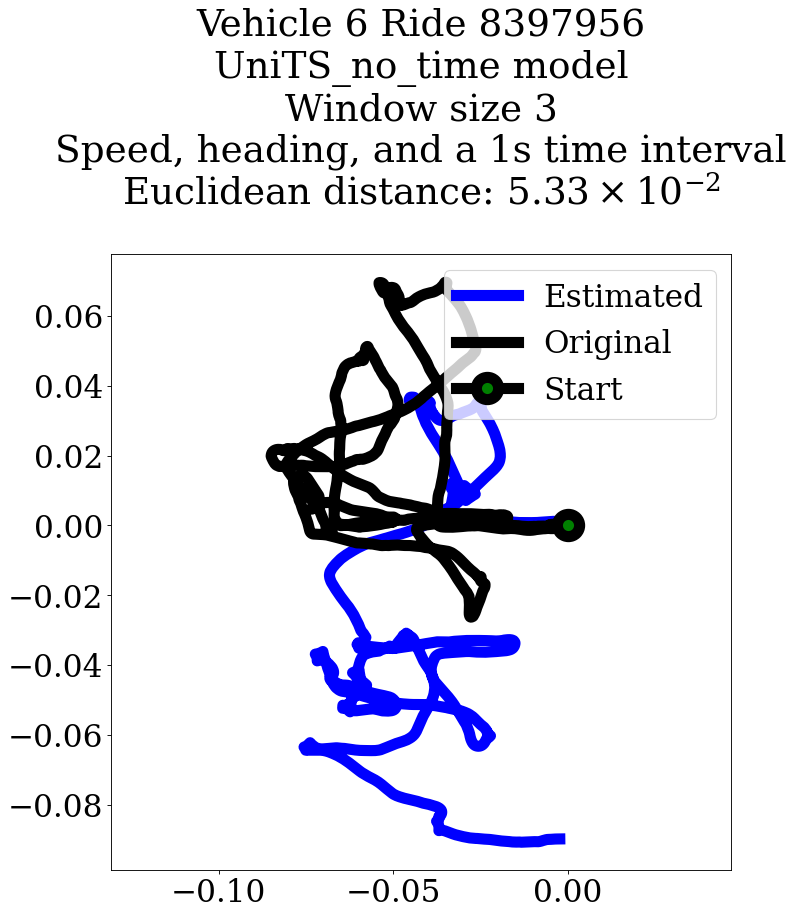 Vehicle 6 Ride 8397956
UniTS_no_time model
Window size 3
Speed, heading, and a 1s time interval
Euclidean distance: 5.33 × 10⁻²
Estimated
Original
Start
0.06
0.04
0.02
0.00
−0.02
−0.04
−0.06
−0.08
−0.10
−0.05
0.00